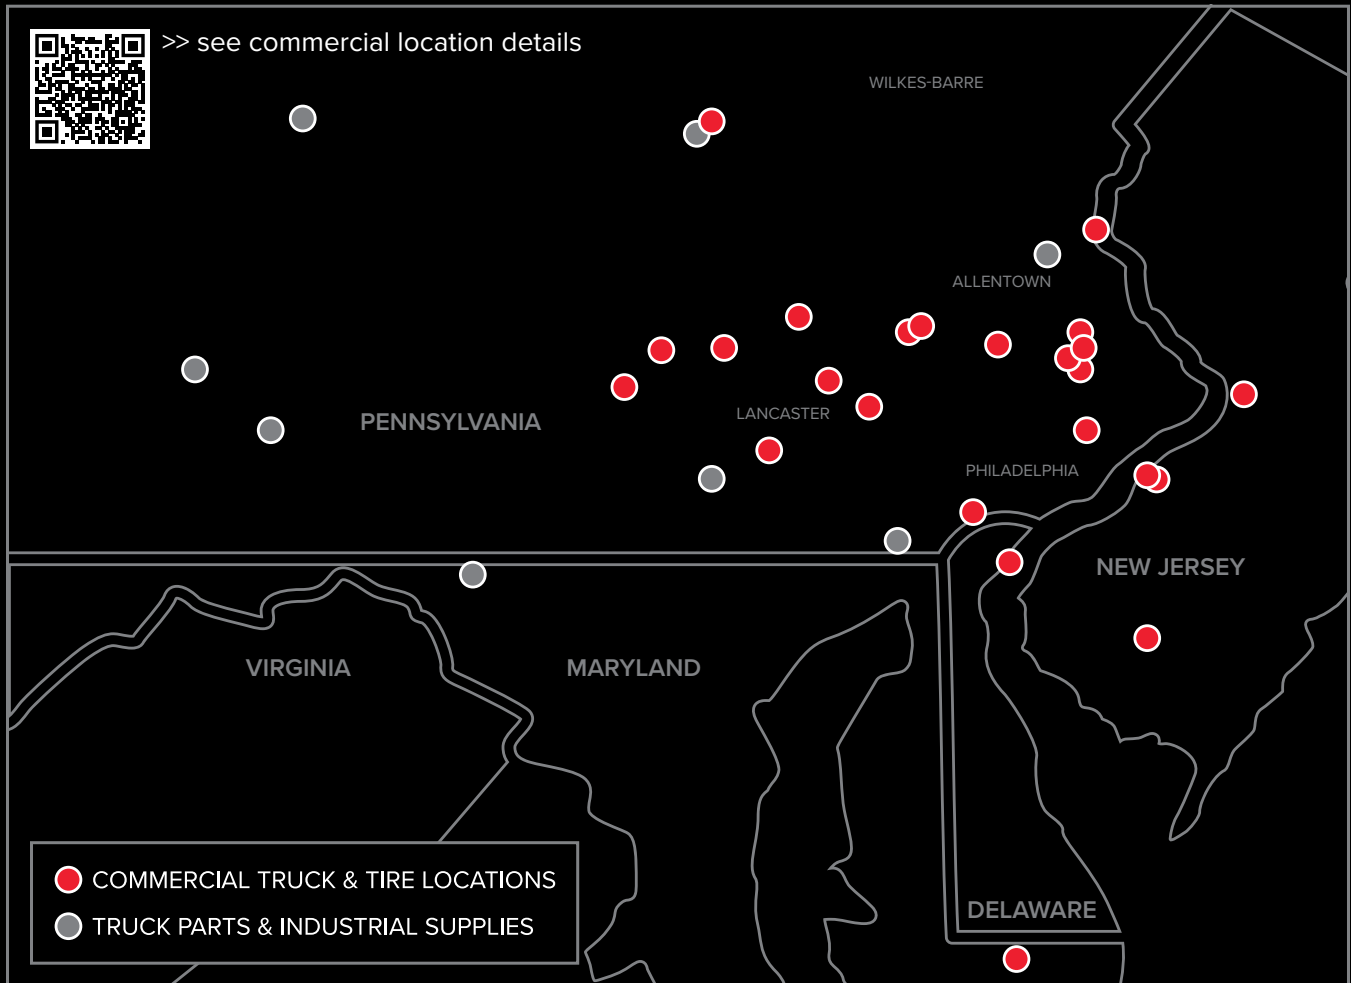 >> see commercial location details
WILKES-BARRE
ALLENTOWN
PENNSYLVANIA
LANCASTER
PHILADELPHIA
NEW JERSEY
VIRGINIA
MARYLAND
COMMERCIAL TRUCK & TIRE LOCATIONS
TRUCK PARTS & INDUSTRIAL SUPPLIES
DELAWARE